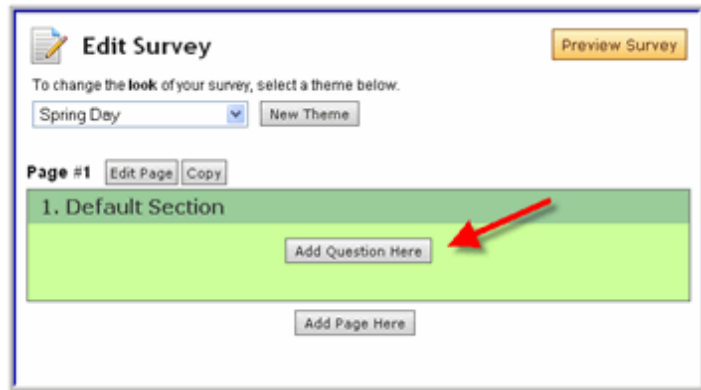 Edit Survey
Preview Survey
To change the look of your survey, select a theme below.
Spring Day
New Theme
Page #1 Edit Page Copy
1. Default Section
Add Question Here
Add Page Here